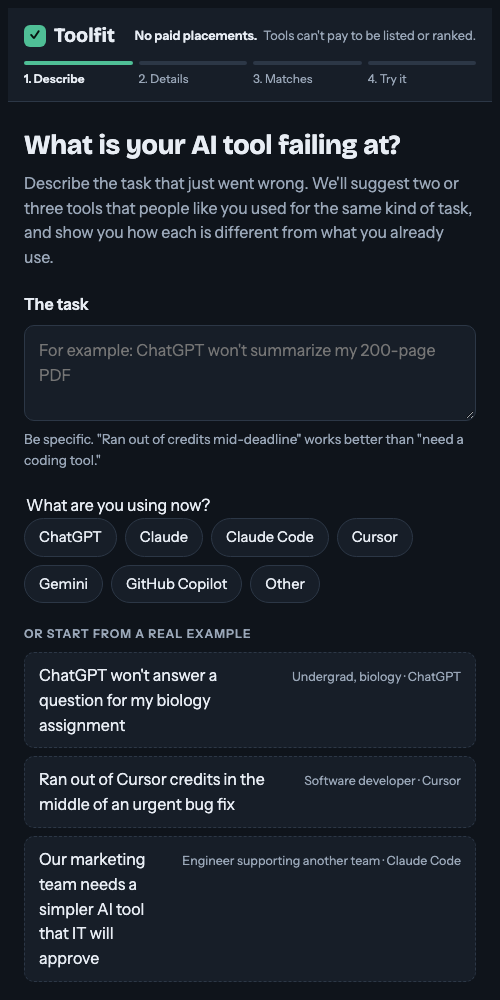 Toolfit
No paid placements. Tools can't pay to be listed or ranked.
1. Describe
2. Details
3. Matches
4. Try it
What is your AI tool failing at?
Describe the task that just went wrong. We'll suggest two or
three tools that people like you used for the same kind of task,
and show you how each is different from what you already
use.
The task
For example: ChatGPT won't summarize my 200-page
PDF
Be specific. "Ran out of credits mid-deadline" works better than "need a
coding tool."
What are you using now?
ChatGPT
Claude
Claude Code
Cursor
Gemini
GitHub Copilot
Other
OR START FROM A REAL EXAMPLE
ChatGPT won't answer a
question for my biology
assignment
Undergrad, biology · ChatGPT
Ran out of Cursor credits in the
middle of an urgent bug fix
Software developer · Cursor
Our marketing
team needs a
simpler AI tool
that IT will
approve
Engineer supporting another team · Claude Code